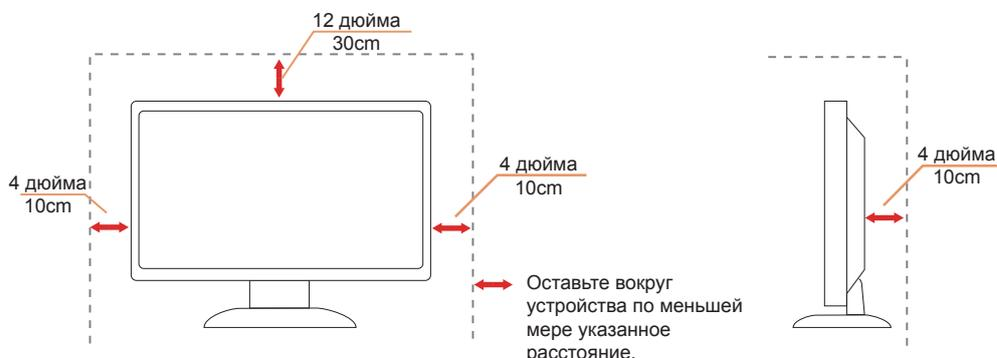 12 дюйма
30cm
4 дюйма
10cm
4 дюйма
10cm
4 дюйма
10cm
Оставьте вокруг
устройства по меньшей
мере указанное
расстояние.